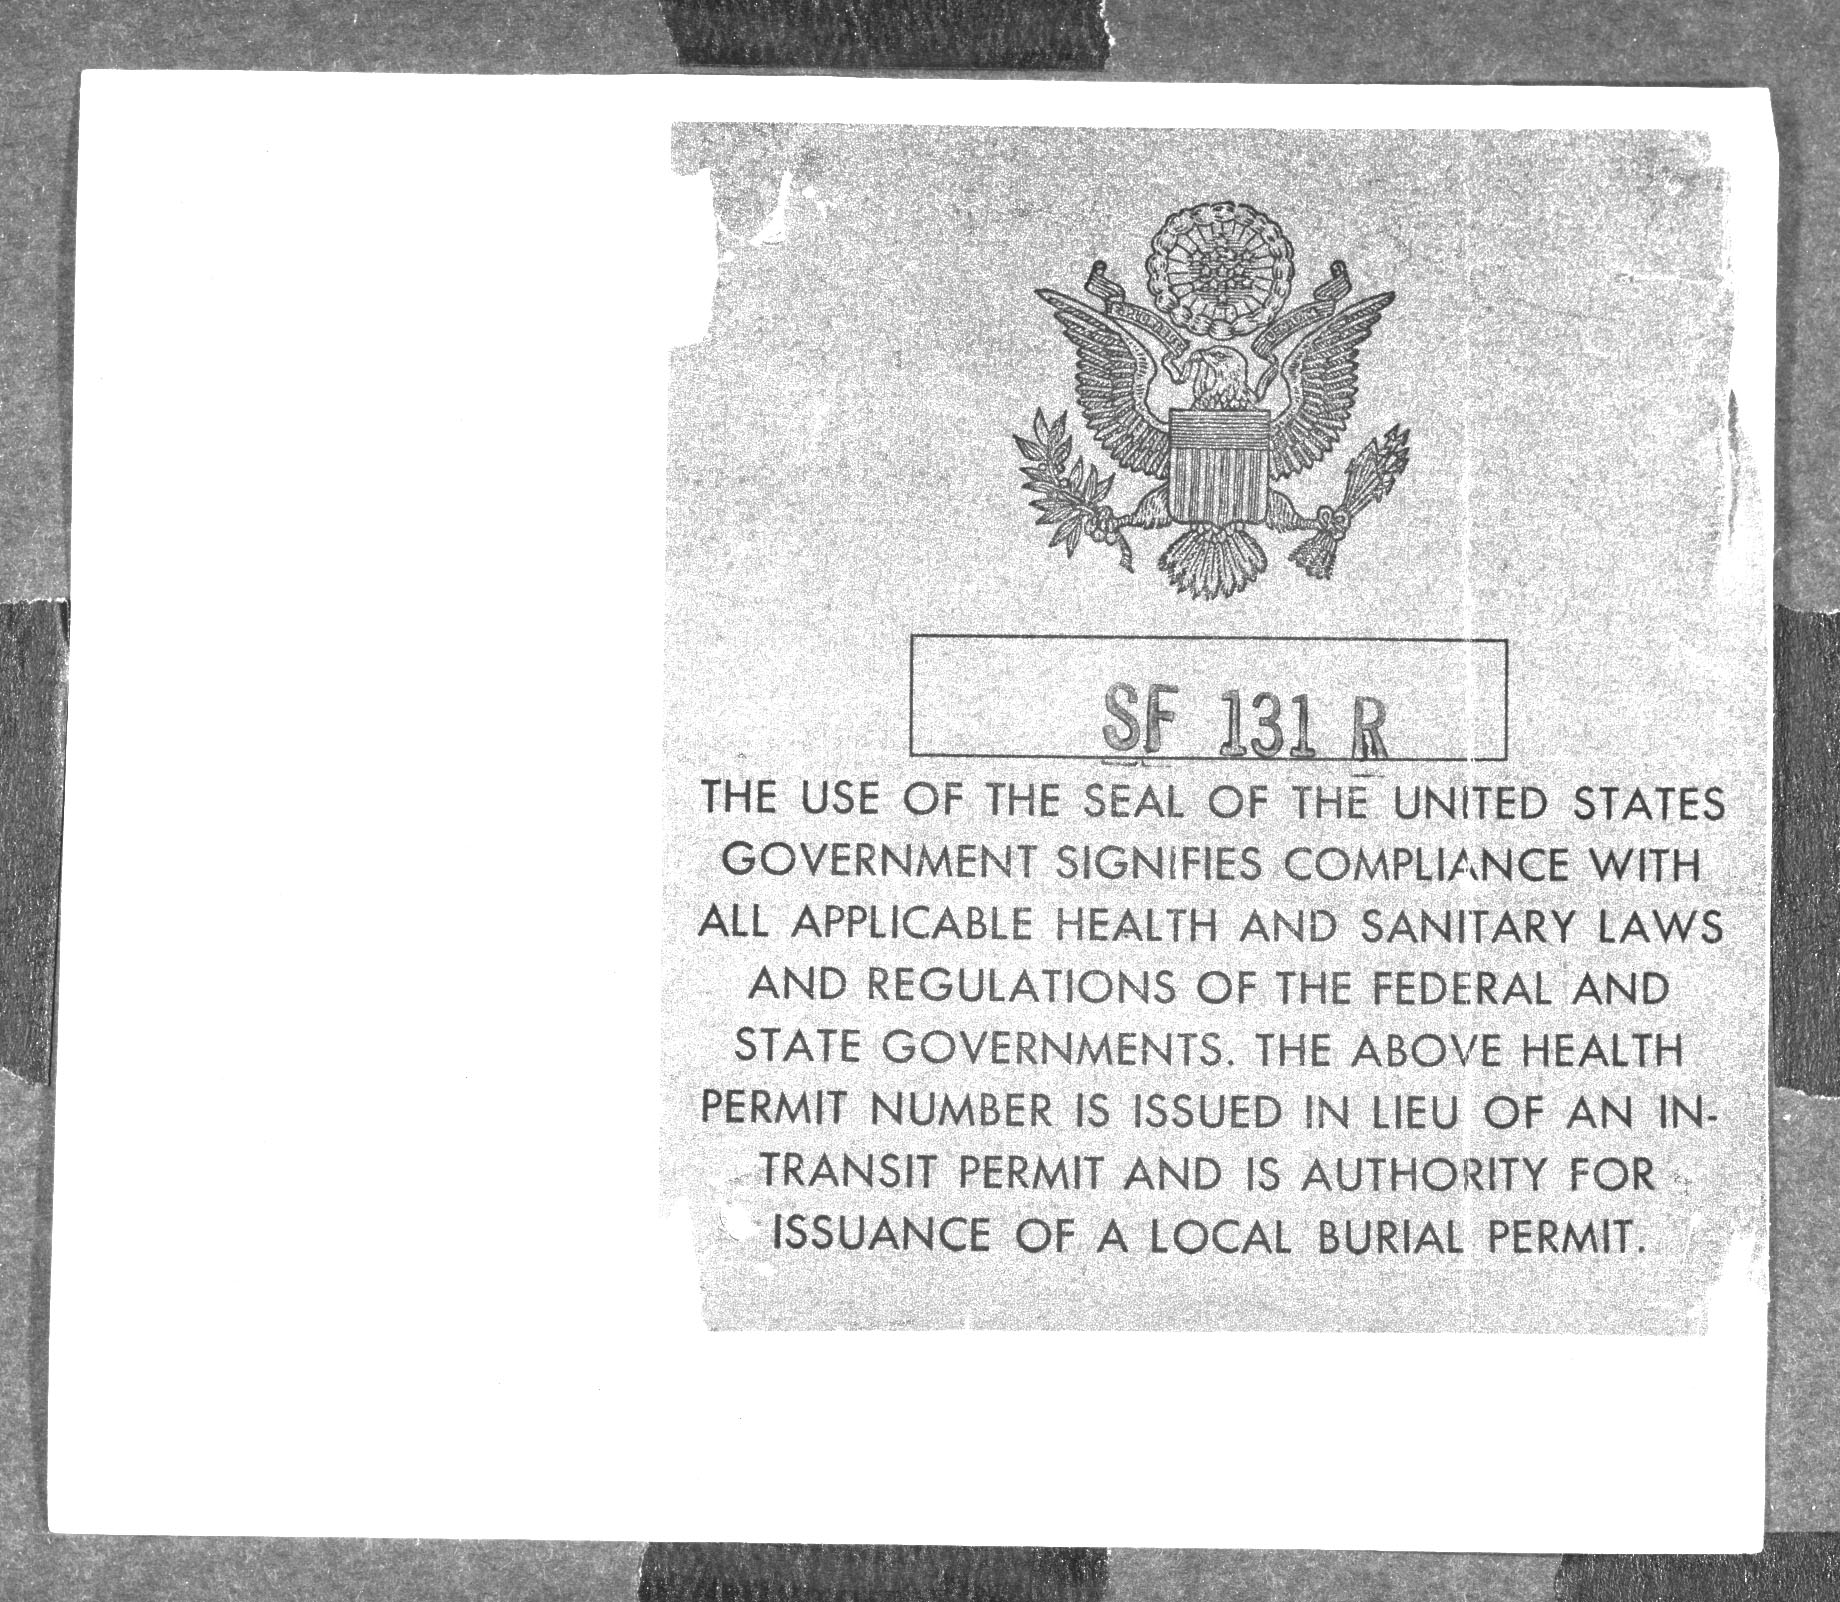 SF 131 R
THE USE OF THE SEAL OF THE UNITED STATES
GOVERNMENT SIGNIFIES COMPLIANCE WITH
ALL APPLICABLE HEALTH AND SANITARY LAWS
AND REGULATIONS OF THE FEDERAL AND
STATE GOVERNMENTS. THE ABOVE HEALTH
PERMIT NUMBER IS ISSUED IN LIEU OF AN IN-
TRANSIT PERMIT AND IS AUTHORITY FOR
ISSUANCE OF A LOCAL BURIAL PERMIT.